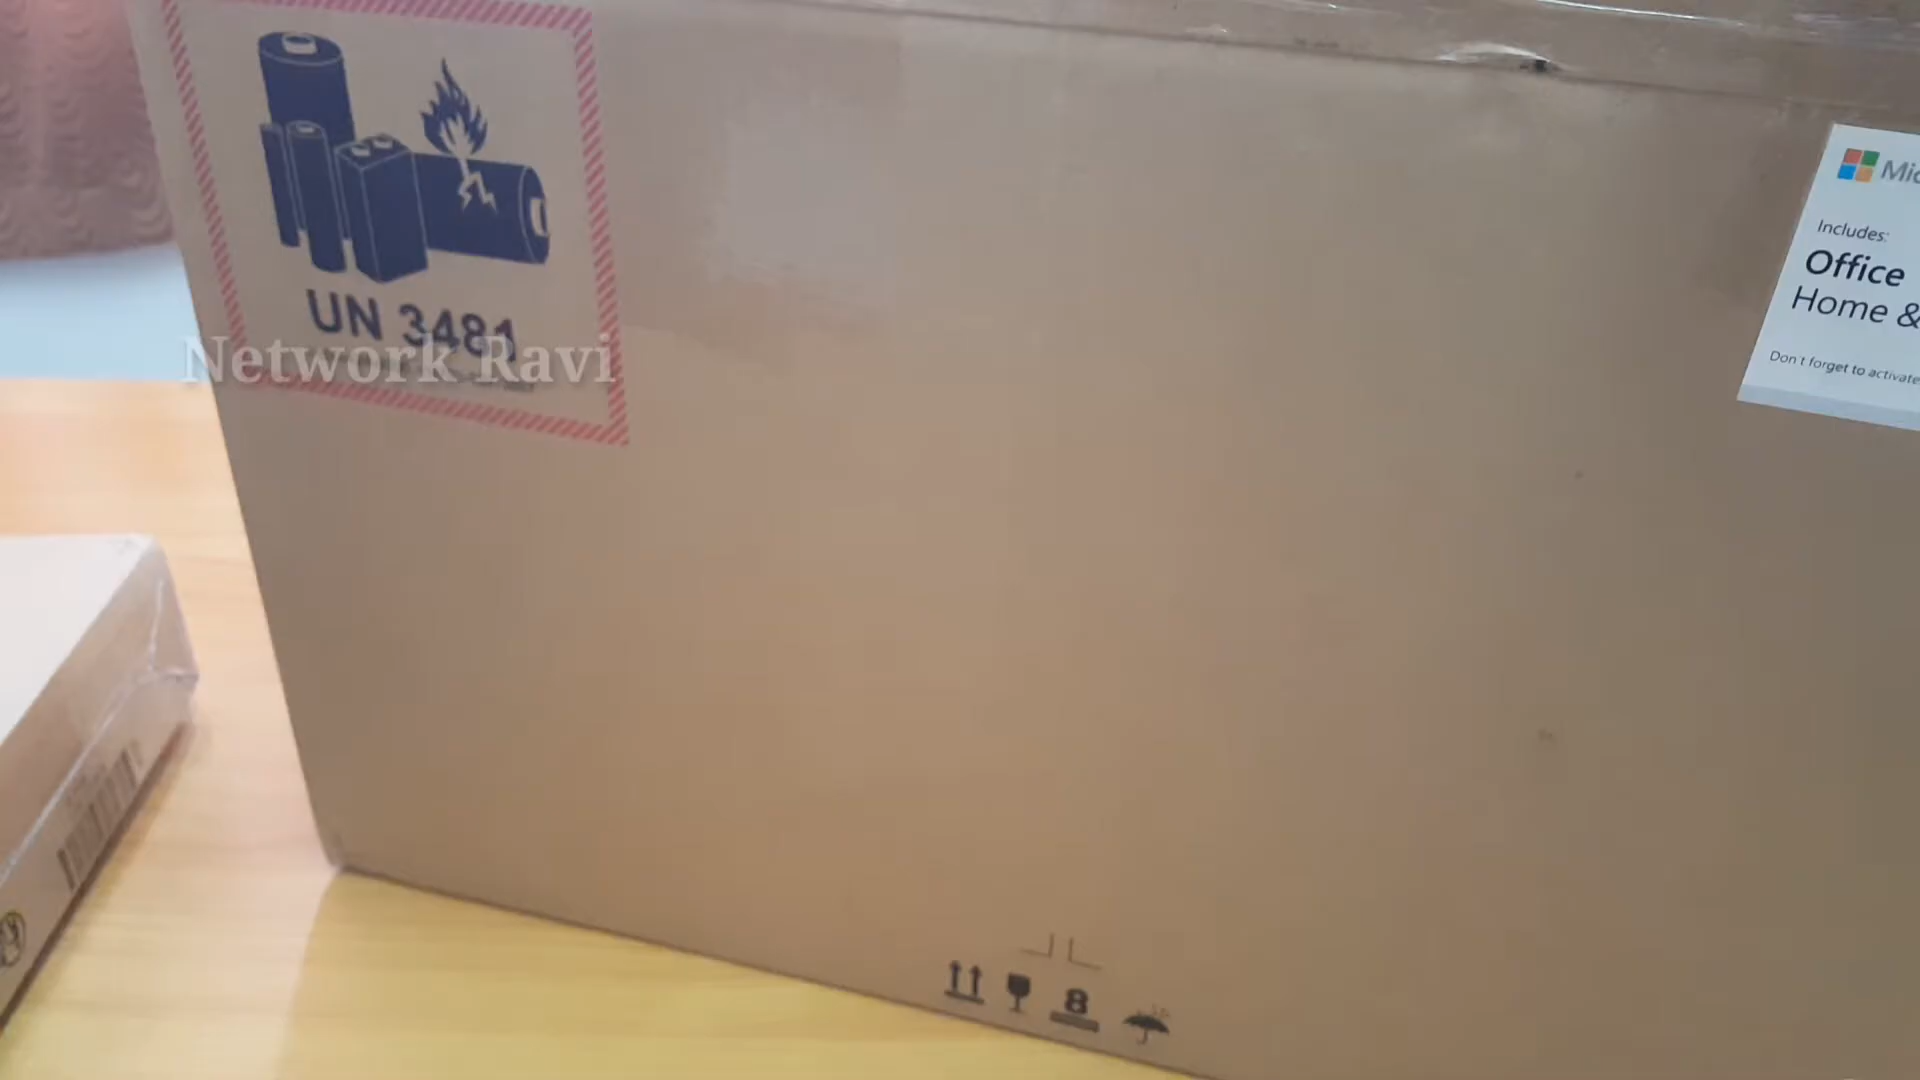 UN 3481
Network Ravi
Includes:
Office
Home &
Don't forget to activate
8